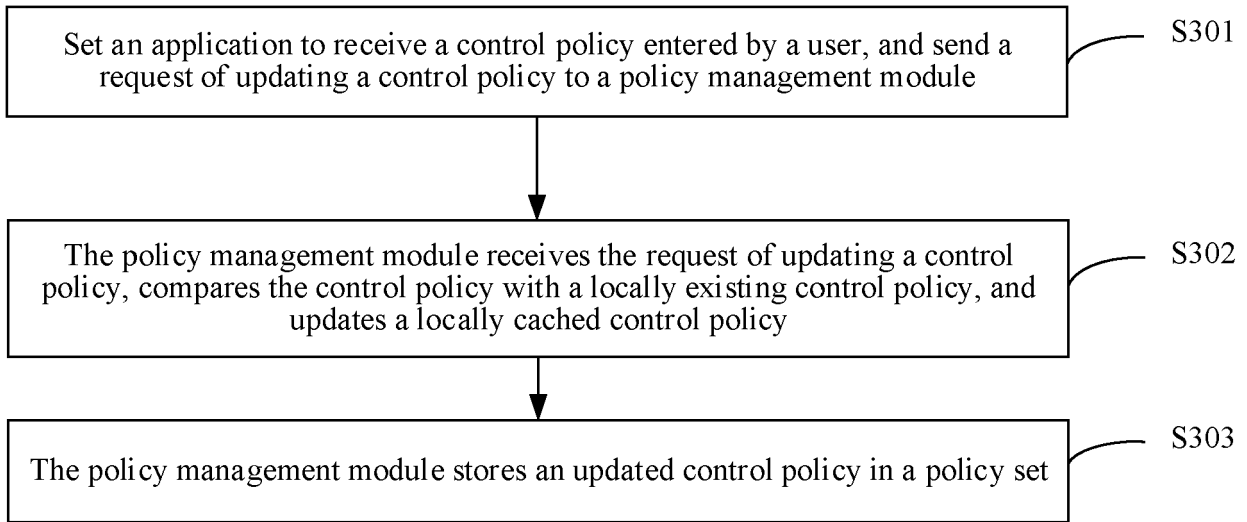 Set an application to receive a control policy entered by a user, and send a
request of updating a control policy to a policy management module
S301
The policy management module receives the request of updating a control
policy, compares the control policy with a locally existing control policy, and
updates a locally cached control policy
S302
The policy management module stores an updated control policy in a policy set
S303